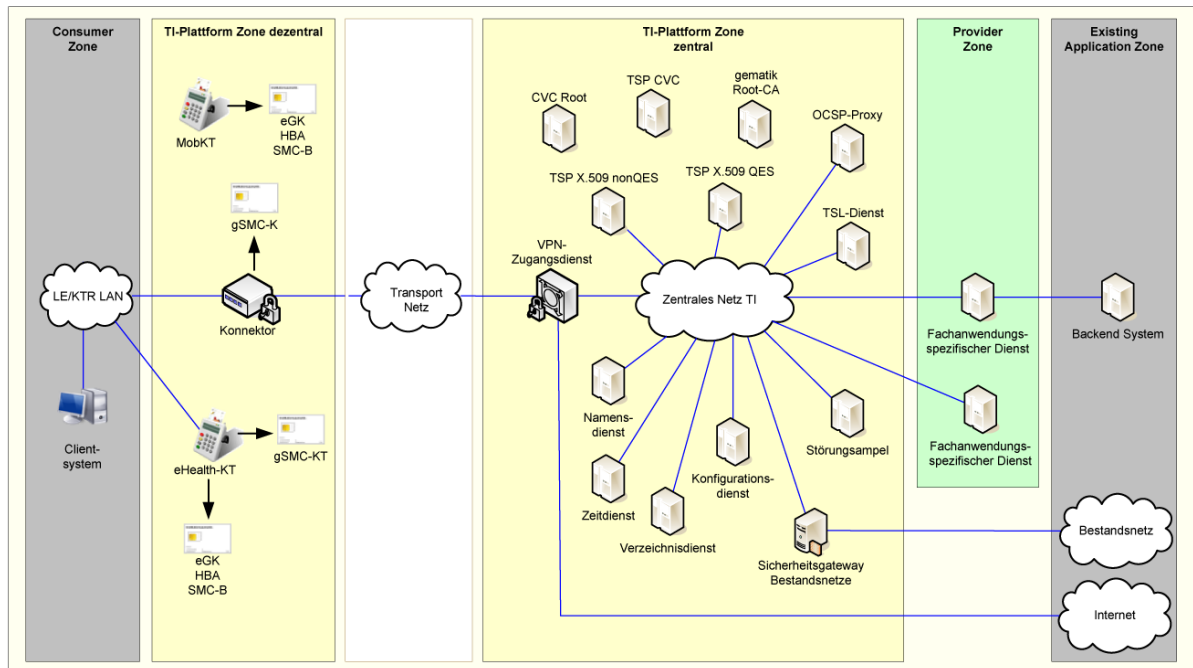 Consumer
Zone
TI-Plattform Zone dezentral
TI-Plattform Zone
zentral
Provider
Zone
Existing
Application Zone
MobKT
eGK
HBA
SMC-B
gSMC-K
LE/KTR LAN
Konnektor
Client-
system
eHealth-KT
gSMC-KT
eGK
HBA
SMC-B
Transport
Netz
CVC Root
TSP CVC
gematik
Root-CA
OCSP-Proxy
TSP X.509 nonQES
TSP X.509 QES
TSL-Dienst
VPN-
Zugangsdienst
Zentrales Netz TI
Namens-
dienst
Zeitdienst
Verzeichnisdienst
Konfigurations-
dienst
Störungsampel
Sicherheitsgateway
Bestandsnetze
Fachanwendungs-
spezifischer Dienst
Fachanwendungs-
spezifischer Dienst
Backend System
Bestandsnetz
Internet